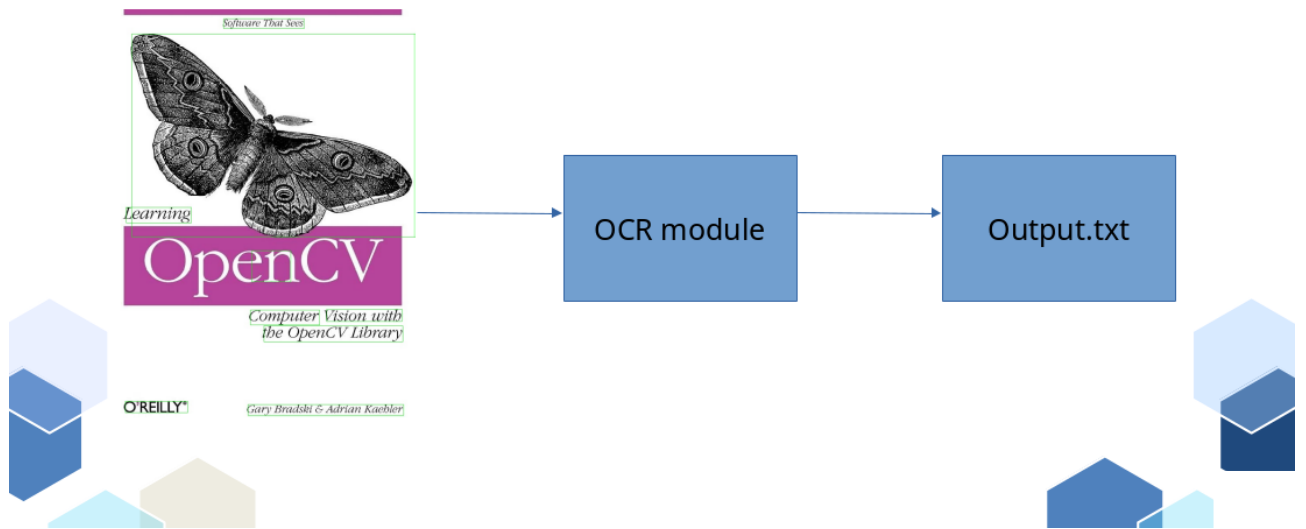 Software That Sees
Learning
OpenCV
Computer Vision with
the OpenCV Library
O'REILLY®
Gary Bradski & Adrian Kaehler
OCR module
Output.txt